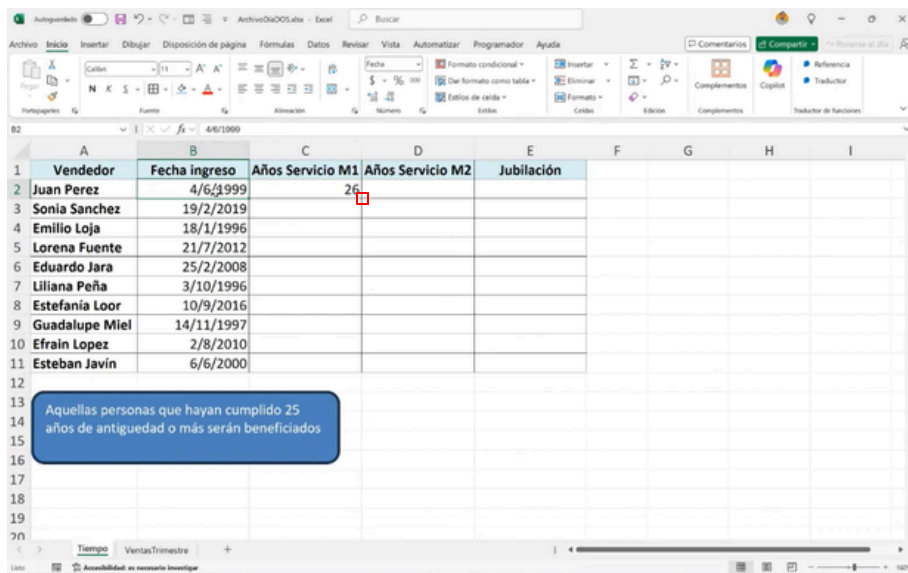 Autoguardado ArchivoDíaDOS.xlsx - Excel Buscar
Archivo Inicio Insertar Dibujar Disposición de página Fórmulas Datos Revisar Vista Automatizar Programador Ayuda Comentarios Compartir Ponerse al día
Pegar Calibri 11 A A Fecha Formato condicional Insertar Σ Complementos Copilot Referencia
N K S A $ % 000 Dar formato como tabla Eliminar Traductor
Estilos de celda Formato
Portapapeles Fuente Alineación Número Estilos Celdas Edición Complementos Traductor de funciones
B2 fx 4/6/1999
A B C D E F G H I
1 Vendedor Fecha ingreso Años Servicio M1 Años Servicio M2 Jubilación
2 Juan Perez 4/6/1999 26
3 Sonia Sanchez 19/2/2019
4 Emilio Loja 18/1/1996
5 Lorena Fuente 21/7/2012
6 Eduardo Jara 25/2/2008
7 Liliana Peña 3/10/1996
8 Estefanía Loor 10/9/2016
9 Guadalupe Miel 14/11/1997
10 Efrain Lopez 2/8/2010
11 Esteban Javín 6/6/2000
12
13
Aquellas personas que hayan cumplido 25
14
años de antiguedad o más serán beneficiados
15
16
17
18
19
20
Tiempo VentasTrimestre +
Listo Accesibilidad: es necesario investigar